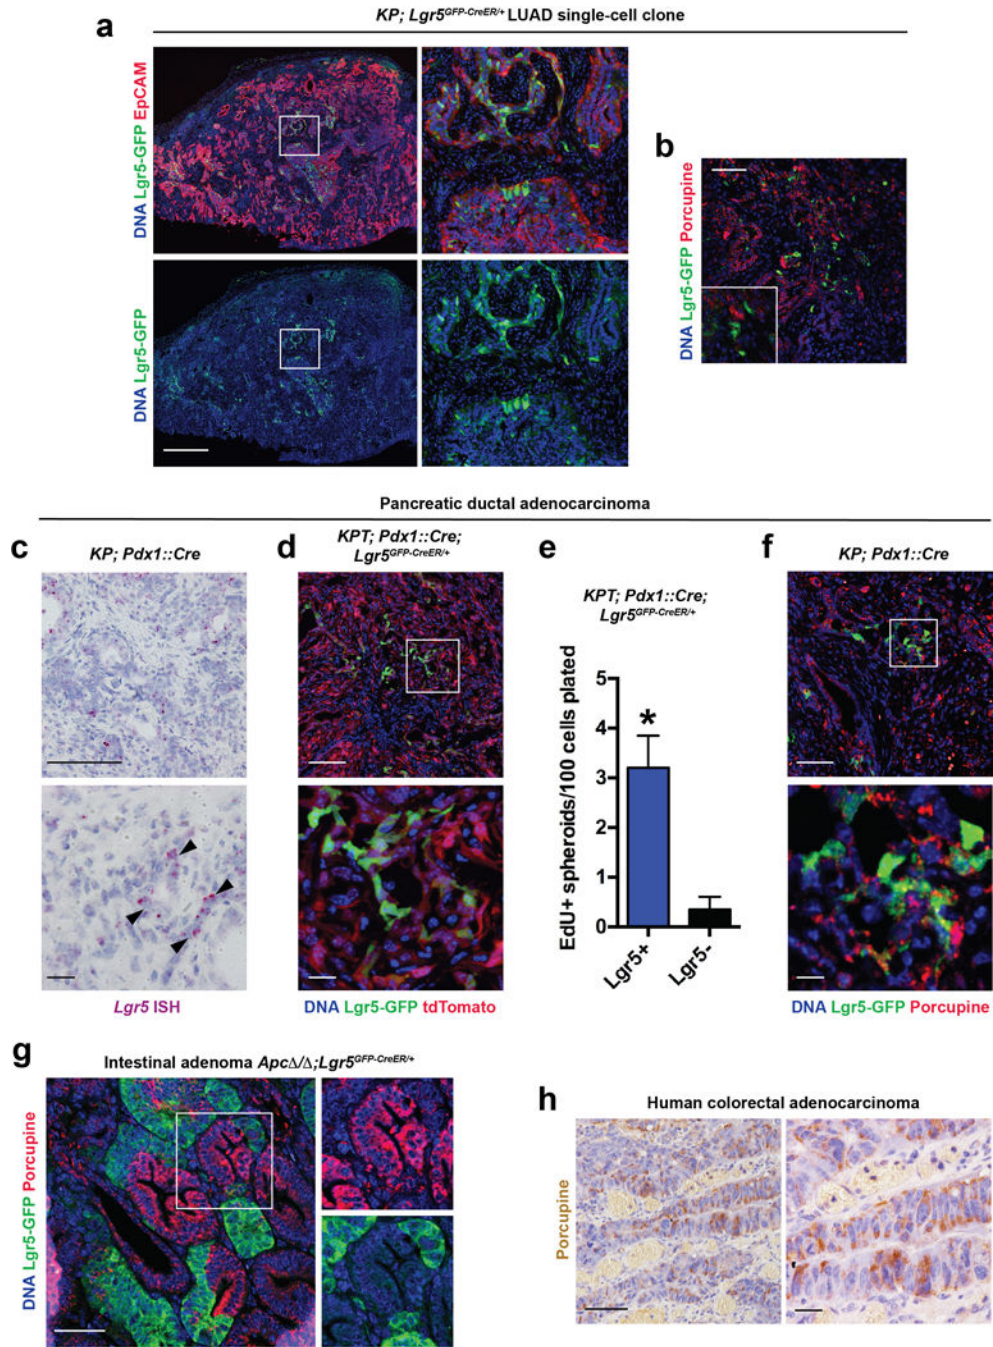 KP; Lgr5GFP-CreER/+ LUAD single-cell clone
a
DNA Lgr5-GFP EpCAM
DNA Lgr5-GFP
b
DNA Lgr5-GFP Porcupine
Pancreatic ductal adenocarcinoma
c
KP; Pdx1::Cre
Lgr5 ISH
d
KPT; Pdx1::Cre;
Lgr5GFP-CreER/+
DNA Lgr5-GFP tdTomato
e
KPT; Pdx1::Cre;
Lgr5GFP-CreER/+
EdU+ spheroids/100 cells plated
5
4
3
2
1
0
*
Lgr5+
Lgr5-
f
KP; Pdx1::Cre
DNA Lgr5-GFP Porcupine
g
Intestinal adenoma ApcΔ/Δ;Lgr5GFP-CreER/+
DNA Lgr5-GFP Porcupine
h
Human colorectal adenocarcinoma
Porcupine